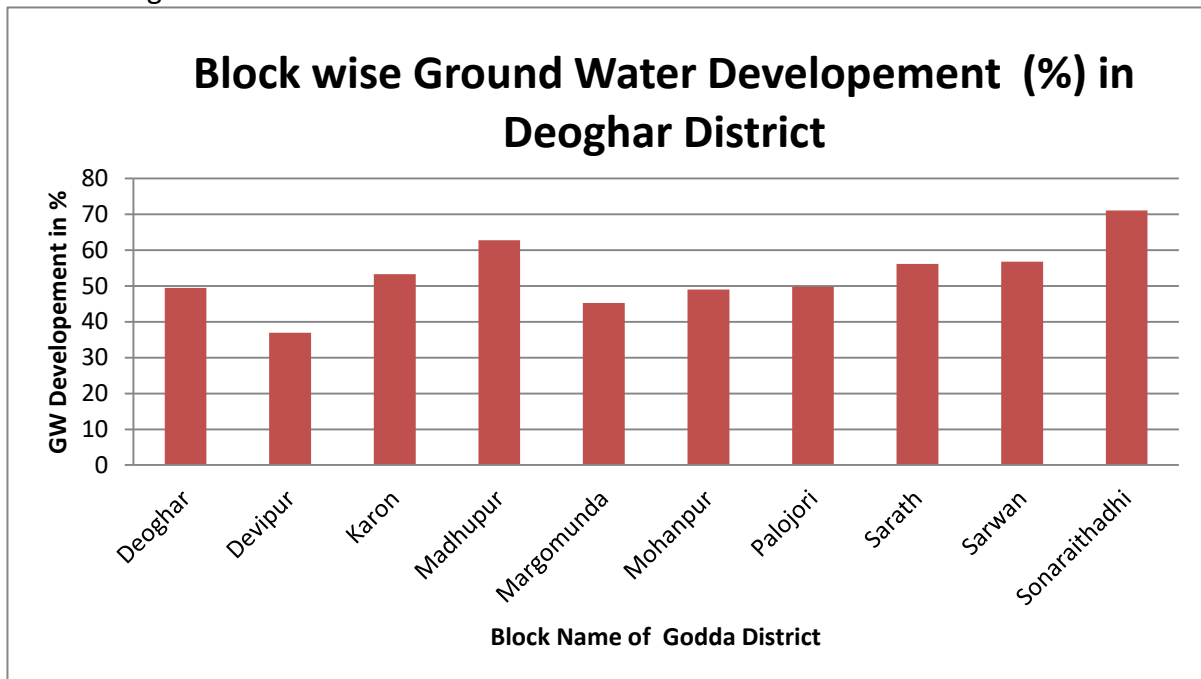 Block wise Ground Water Developement (%) in
Deoghar District
GW Developement in %
80
70
60
50
40
30
20
10
0
Deoghar
Devipur
Karon
Madhupur
Margomunda
Mohanpur
Palojori
Sarath
Sarwan
Sonaraithadhi
Block Name of Godda District